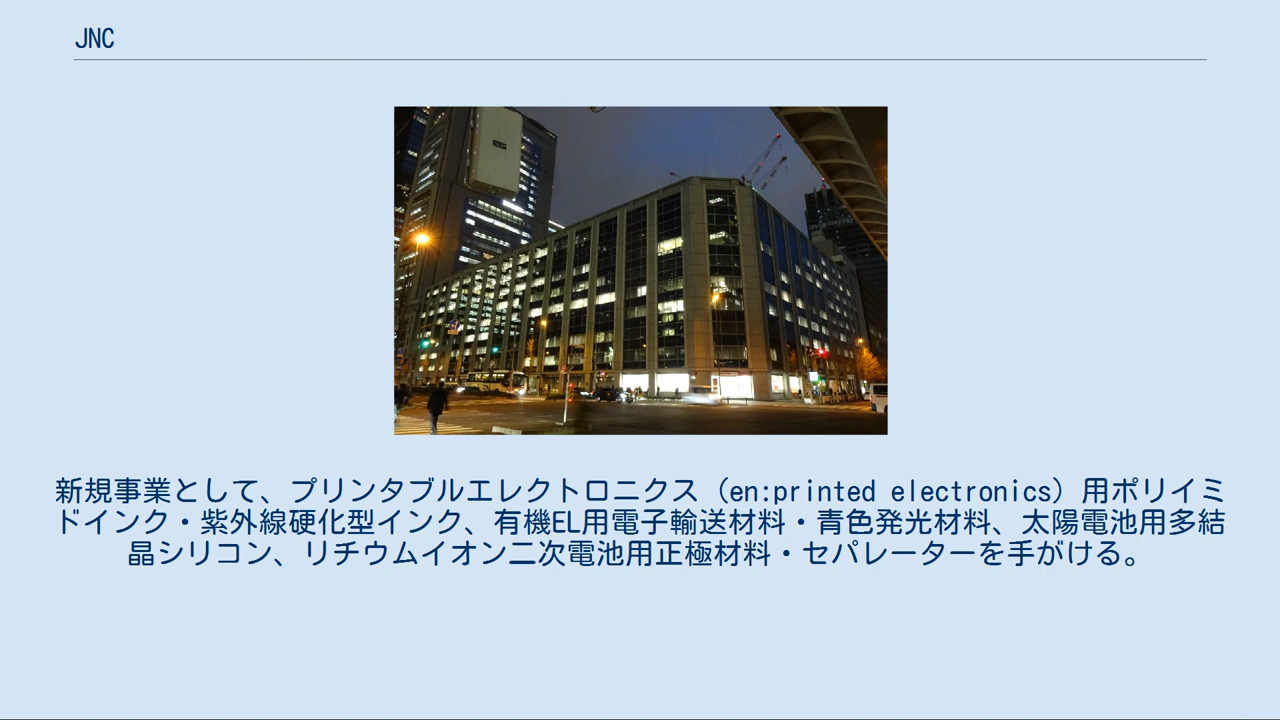 JNC
新規事業として、プリンタブルエレクトロニクス（en:printed electronics）用ポリイミ
ドインク・紫外線硬化型インク、有機EL用電子輸送材料・青色発光材料、太陽電池用多結
晶シリコン、リチウムイオン二次電池用正極材料・セパレーターを手がける。